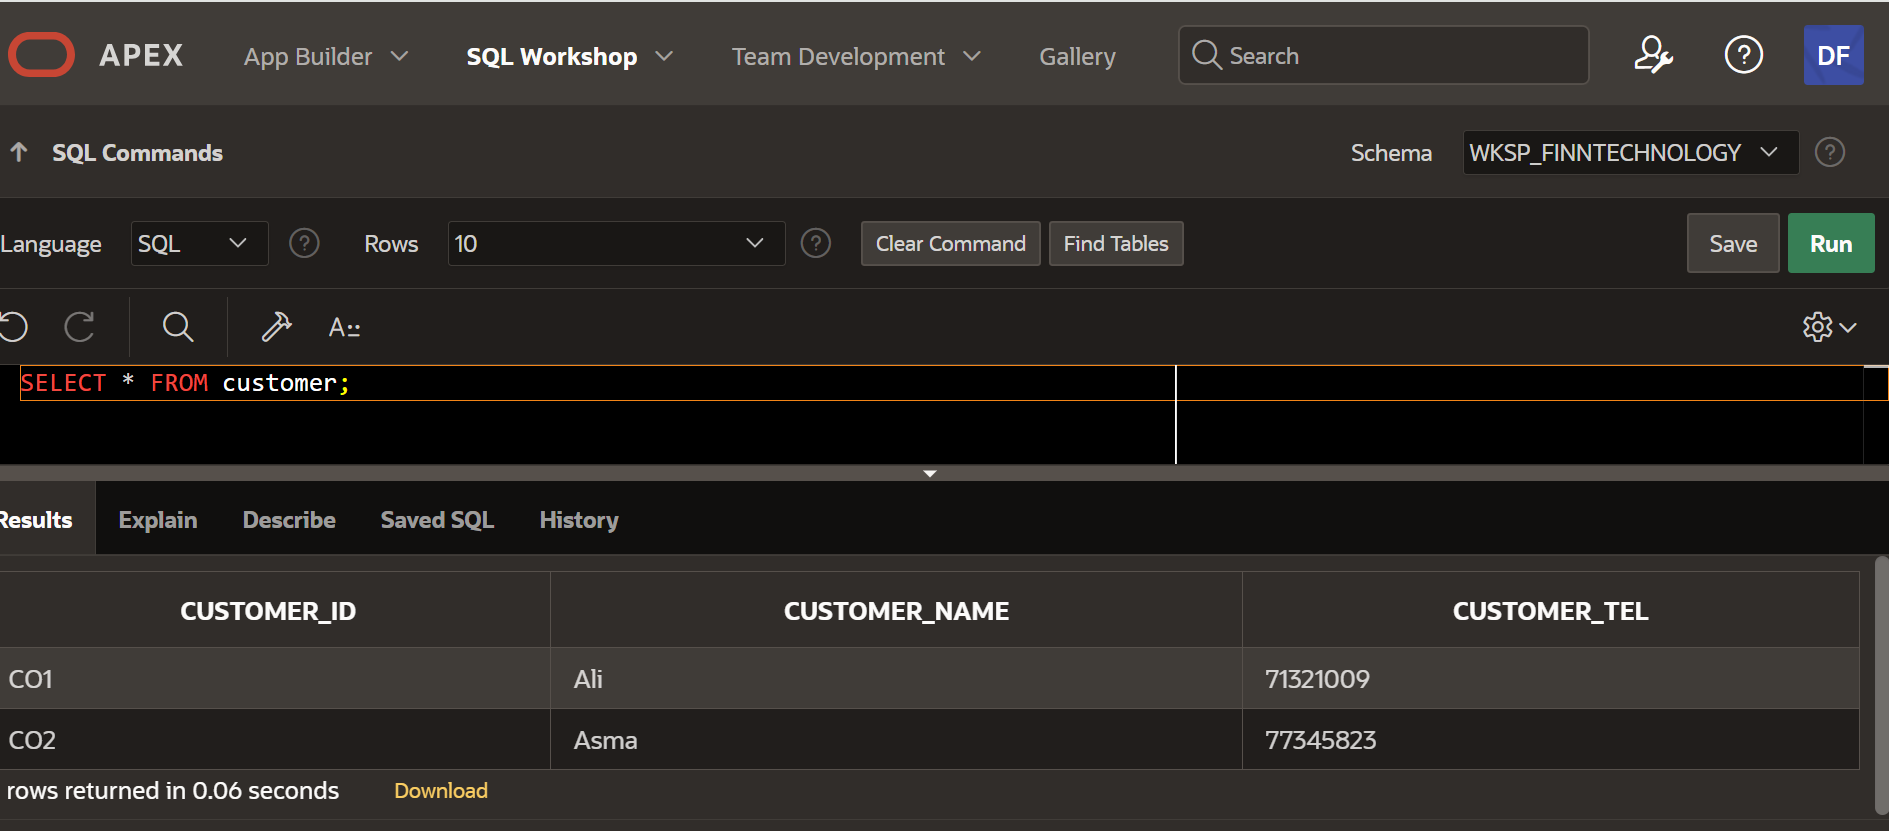 APEX App Builder SQL Workshop Team Development Gallery Search DF
SQL Commands Schema WKSP_FINNTECHNOLOGY
Language SQL Rows 10 Clear Command Find Tables Save Run
A::
SELECT * FROM customer;
Results Explain Describe Saved SQL History
CUSTOMER_ID CUSTOMER_NAME CUSTOMER_TEL
CO1 Ali 71321009
CO2 Asma 77345823
rows returned in 0.06 seconds Download